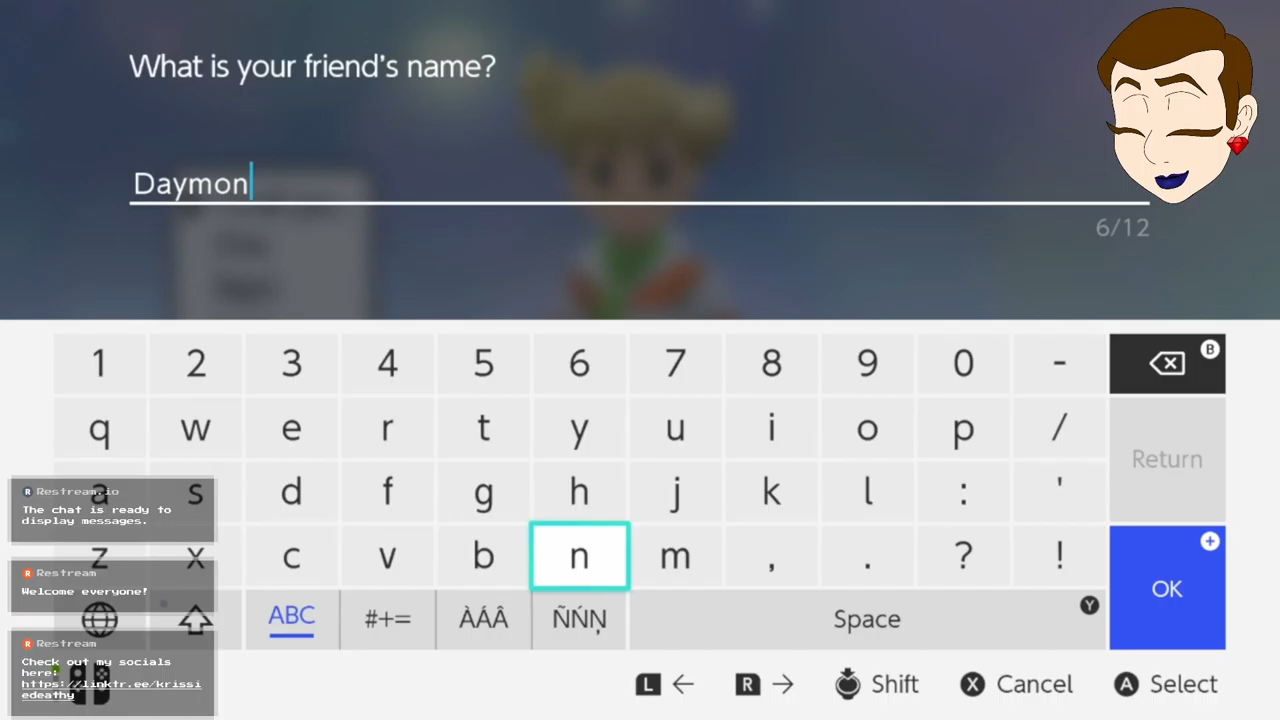 What is your friend's name?
Daymon
6/12
1 2 3 4 5 6 7 8 9 0 -
q w e r t y u i o p /
Return
a s d f g h j k l : '
z x c v b n m , . ? !
OK
ABC #+= ÀÁÂ ÑŃŅ Space
B
+
Y
L ← R → Shift X Cancel A Select
Restream.io
The chat is ready to
display messages.
Restream
Welcome everyone!
Restream
Check out my socials
here:
https://linktr.ee/krissi
edeathy